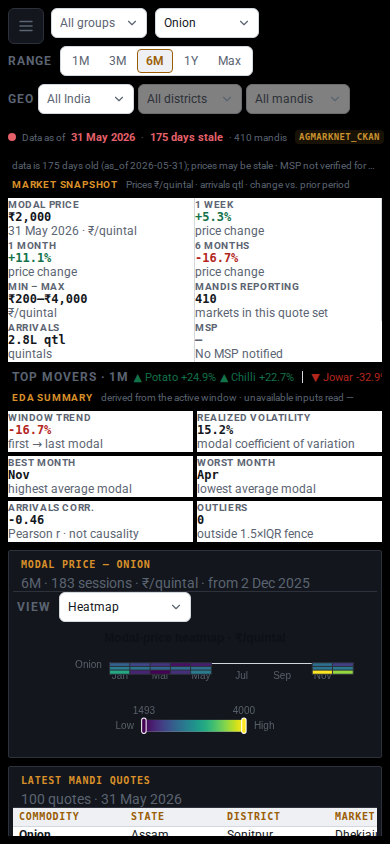 All groups
Onion
RANGE 1M 3M 6M 1Y Max
GEO All India All districts All mandis
Data as of 31 May 2026 · 175 days stale · 410 mandis AGMARKNET_CKAN
data is 175 days old (as_of 2026-05-31); prices may be stale · MSP not verified for ...
MARKET SNAPSHOT Prices ₹/quintal · arrivals qtl · change vs. prior period
MODAL PRICE
₹2,000
31 May 2026 · ₹/quintal
1 WEEK
+5.3%
price change
1 MONTH
+11.1%
price change
6 MONTHS
-16.7%
price change
MIN – MAX
₹200–₹4,000
₹/quintal
MANDIS REPORTING
410
markets in this quote set
ARRIVALS
2.8L qtl
quintals
MSP
—
No MSP notified
TOP MOVERS · 1M ▲ Potato +24.9% ▲ Chilli +22.7% ▼ Jowar -32.9
EDA SUMMARY derived from the active window · unavailable inputs read —
WINDOW TREND
-16.7%
first → last modal
REALIZED VOLATILITY
15.2%
modal coefficient of variation
BEST MONTH
Nov
highest average modal
WORST MONTH
Apr
lowest average modal
ARRIVALS CORR.
-0.46
Pearson r · not causality
OUTLIERS
0
outside 1.5×IQR fence
MODAL PRICE — ONION
6M · 183 sessions · ₹/quintal · from 2 Dec 2025
VIEW Heatmap
Modal-price heatmap · ₹/quintal
Onion
Jan Mar May Jul Sep Nov
1493 4000
Low High
LATEST MANDI QUOTES
100 quotes · 31 May 2026
COMMODITY STATE DISTRICT MARKET
Onion Assam Sonitpur Dhekiaj